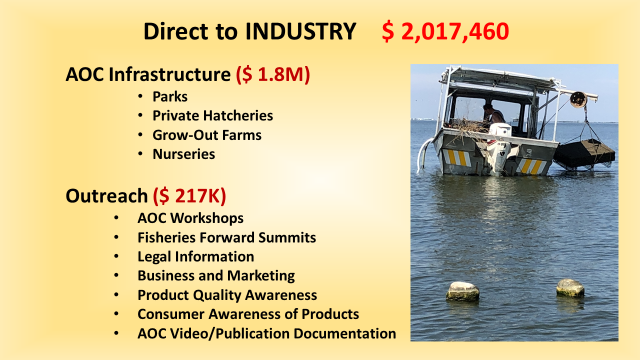 Direct to INDUSTRY $ 2,017,460
AOC Infrastructure ($ 1.8M)
• Parks
• Private Hatcheries
• Grow-Out Farms
• Nurseries
Outreach ($ 217K)
• AOC Workshops
• Fisheries Forward Summits
• Legal Information
• Business and Marketing
• Product Quality Awareness
• Consumer Awareness of Products
• AOC Video/Publication Documentation